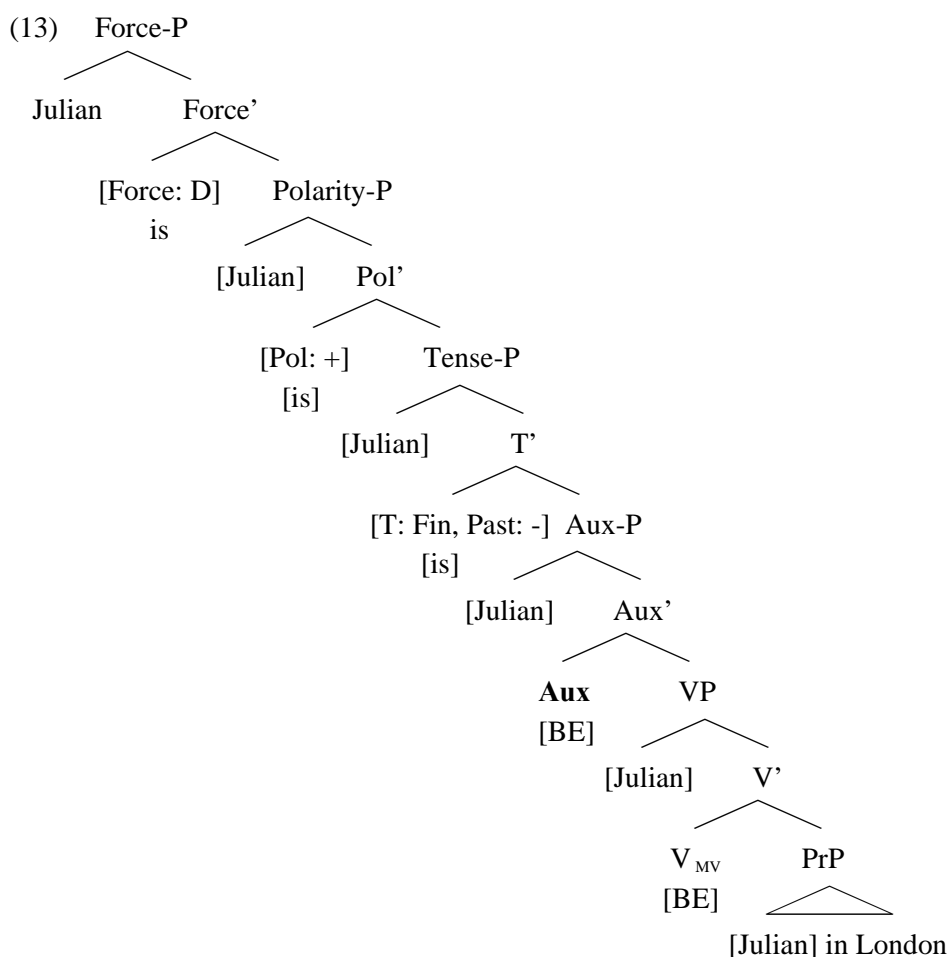 (13) Force-P
Julian Force’
[Force: D] Polarity-P
is
[Julian] Pol’
[Pol: +] Tense-P
[is]
[Julian] T’
[T: Fin, Past: -] Aux-P
[is]
[Julian] Aux’
Aux VP
[BE]
[Julian] V’
V MV PrP
[BE]
[Julian] in London